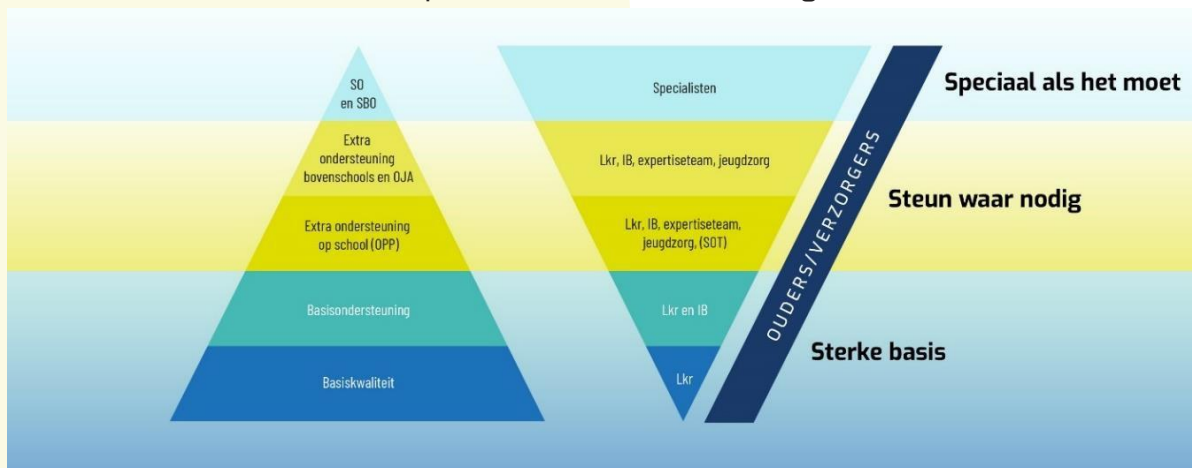 SO
en SBO
Extra
ondersteuning
bovenschools en OJA
Extra ondersteuning
op school (OPP)
Basisondersteuning
Basiskwaliteit
Specialisten
Lkr, IB, expertiseteam, jeugdzorg
Lkr, IB, expertiseteam,
jeugdzorg, (SOT)
Lkr en IB
Lkr
OUDERS/VERZORGERS
Speciaal als het moet
Steun waar nodig
Sterke basis